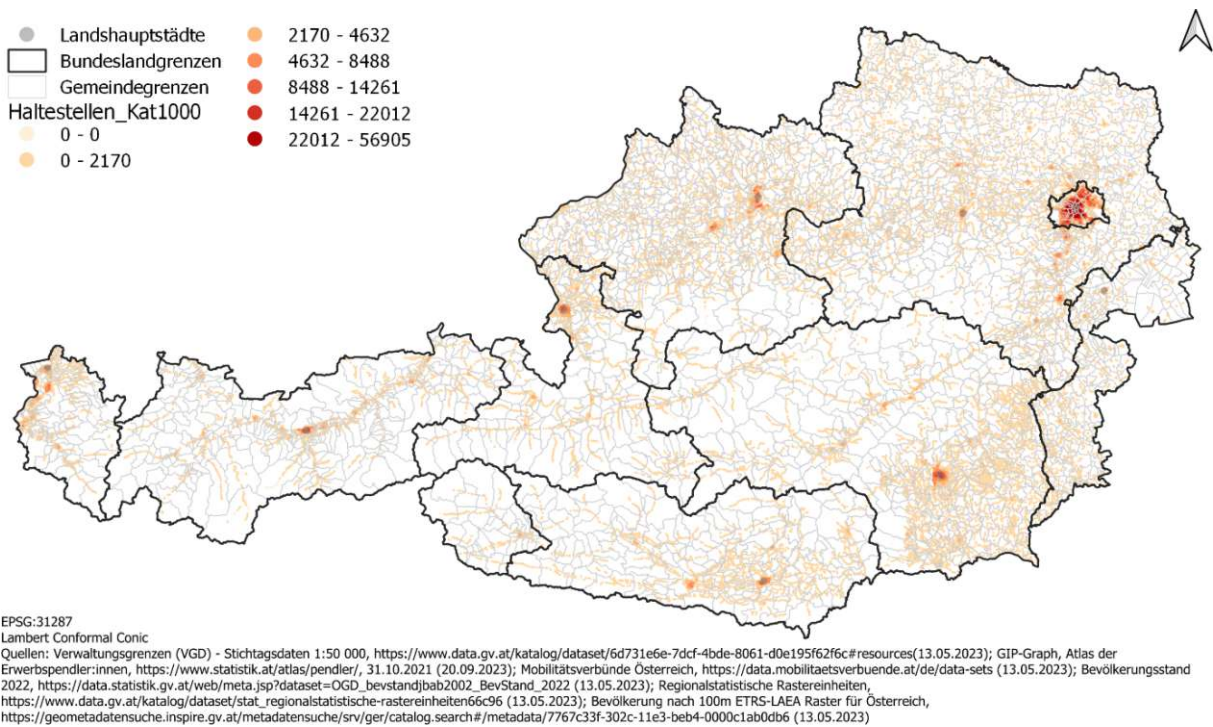 Landshauptstädte
Bundeslandgrenzen
Gemeindegrenzen
Haltestellen_Kat1000
0 - 0
0 - 2170
2170 - 4632
4632 - 8488
8488 - 14261
14261 - 22012
22012 - 56905
EPSG:31287
Lambert Conformal Conic
Quellen: Verwaltungsgrenzen (VGD) - Stichtagsdaten 1:50 000, https://www.data.gv.at/katalog/dataset/6d731e6e-7dcf-4bde-8061-d0e195f62f6c#resources(13.05.2023); GIP-Graph, Atlas der
Erwerbspendler:innen, https://www.statistik.at/atlas/pendler/, 31.10.2021 (20.09.2023); Mobilitätsverbünde Österreich, https://data.mobilitaetsverbuende.at/de/data-sets (13.05.2023); Bevölkerungsstand
2022, https://data.statistik.gv.at/web/meta.jsp?dataset=OGD_bevstandjbab2002_BevStand_2022 (13.05.2023); Regionalstatistische Rastereinheiten,
https://www.data.gv.at/katalog/dataset/stat_regionalstatistische-rastereinheiten66c96 (13.05.2023); Bevölkerung nach 100m ETRS-LAEA Raster für Österreich,
https://geometadatensuche.inspire.gv.at/metadatensuche/srv/ger/catalog.search#/metadata/7767c33f-302c-11e3-beb4-0000c1ab0db6 (13.05.2023)